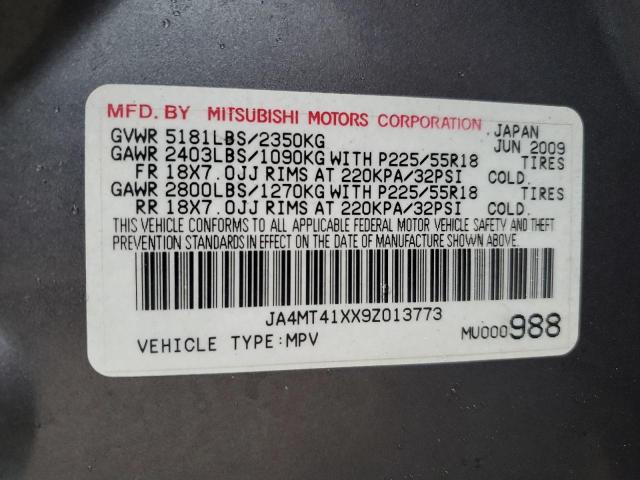 MFD. BY MITSUBISHI MOTORS CORPORATION JAPAN
GVWR 5181LBS/2350KG JUN 2009
GAWR 2403LBS/1090KG WITH P225/55R18 TIRES
FR 18X7.0JJ RIMS AT 220KPA/32PSI COLD.
GAWR 2800LBS/1270KG WITH P225/55R18 TIRES
RR 18X7.0JJ RIMS AT 220KPA/32PSI COLD.
THIS VEHICLE CONFORMS TO ALL APPLICABLE FEDERAL MOTOR VEHICLE SAFETY AND THEFT
PREVENTION STANDARDS IN EFFECT ON THE DATE OF MANUFACTURE SHOWN ABOVE.
JA4MT41XX9Z013773
VEHICLE TYPE:MPV MU000988